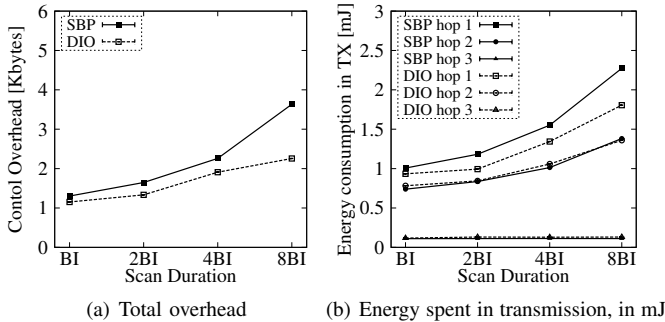 Contol Overhead [Kbytes]
6
5
4
3
2
1
0
SBP
DIO
BI 2BI 4BI 8BI
Scan Duration
(a) Total overhead
Energy consumption in TX [mJ]
3
2.5
2
1.5
1
0.5
0
SBP hop 1
SBP hop 2
SBP hop 3
DIO hop 1
DIO hop 2
DIO hop 3
BI 2BI 4BI 8BI
Scan Duration
(b) Energy spent in transmission, in mJ